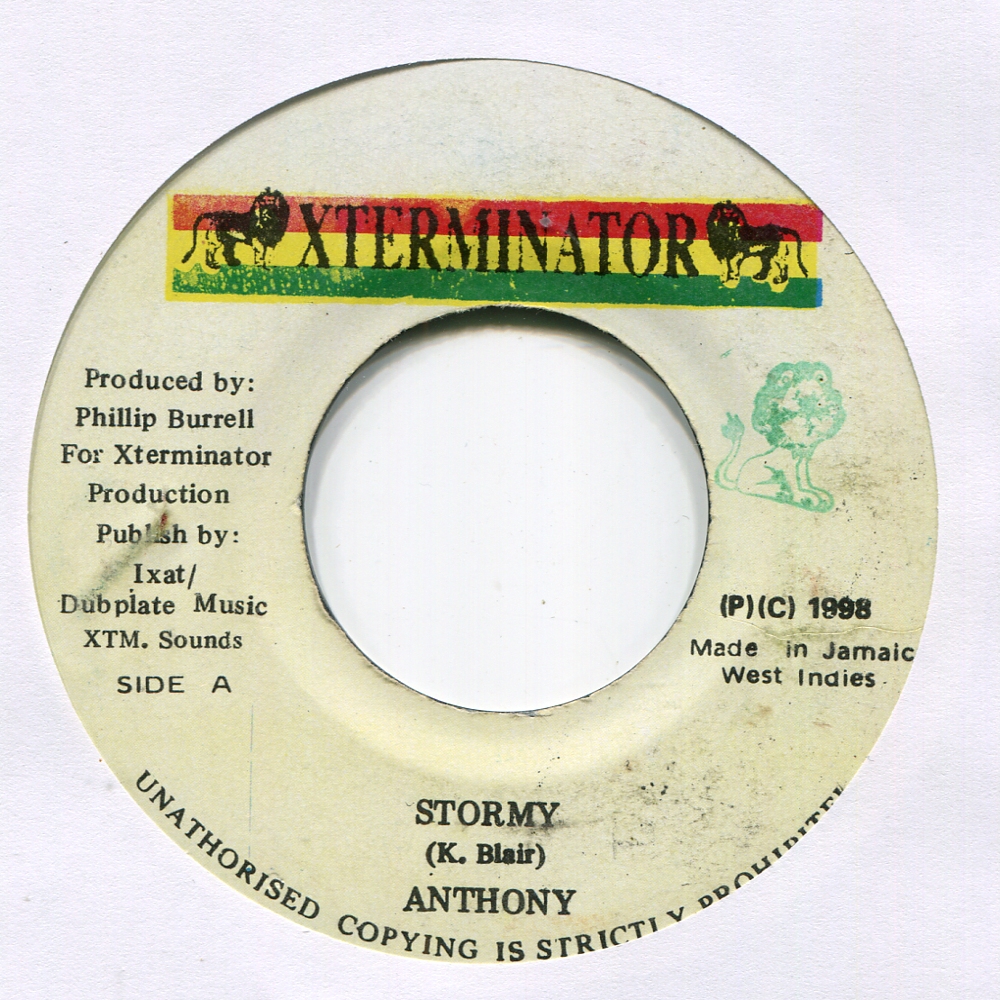 XTERMINATOR
Produced by:
Phillip Burrell
For Xterminator
Production
Publish by:
Ixat/
Dubplate Music
XTM. Sounds
SIDE A
(P)(C) 1998
Made in Jamaic
West Indies
STORMY
(K. Blair)
ANTHONY
UNATHORISED COPYING IS STRICTLY PROHIBITE